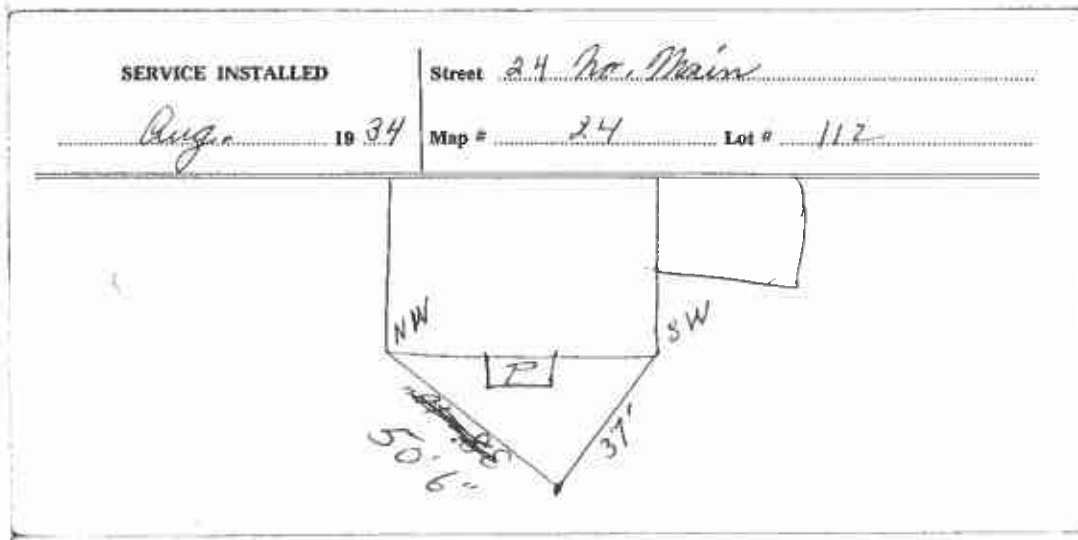 SERVICE INSTALLED
Street 24 No. Main
Aug. 19 34
Map # 24 Lot # 112
NW
SW
P
37'
50' 6"